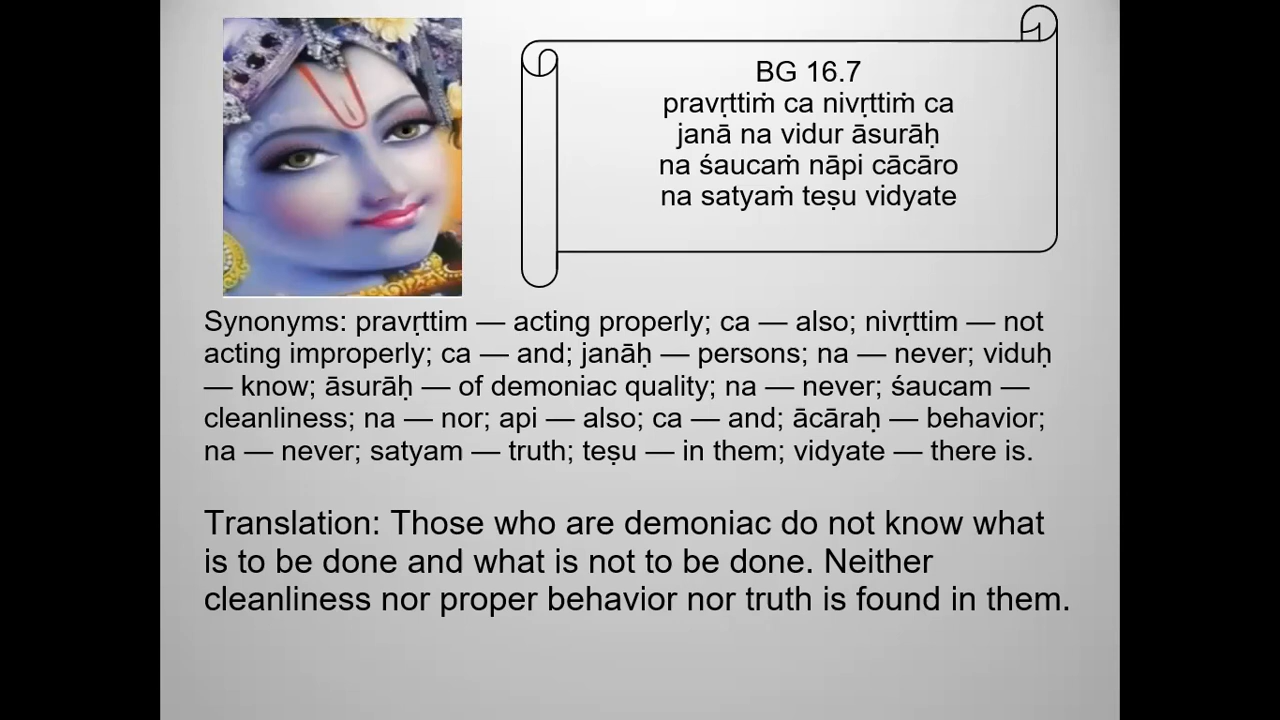 BG 16.7
pravṛttiṁ ca nivṛttiṁ ca
janā na vidur āsurāḥ
na śaucaṁ nāpi cācāro
na satyaṁ teṣu vidyate
Synonyms: pravṛttim — acting properly; ca — also; nivṛttim — not
acting improperly; ca — and; janāḥ — persons; na — never; viduḥ
— know; āsurāḥ — of demoniac quality; na — never; śaucam —
cleanliness; na — nor; api — also; ca — and; ācāraḥ — behavior;
na — never; satyam — truth; teṣu — in them; vidyate — there is.
Translation: Those who are demoniac do not know what
is to be done and what is not to be done. Neither
cleanliness nor proper behavior nor truth is found in them.